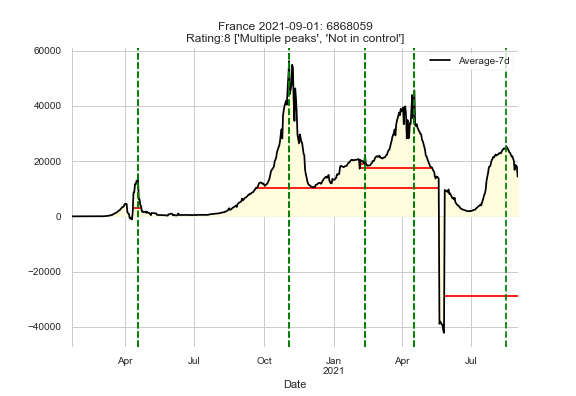 France 2021-09-01: 6868059
Rating:8 ['Multiple peaks', 'Not in control']
Average-7d
60000
40000
20000
0
−20000
−40000
Apr Jul Oct Jan Apr Jul
2021
Date